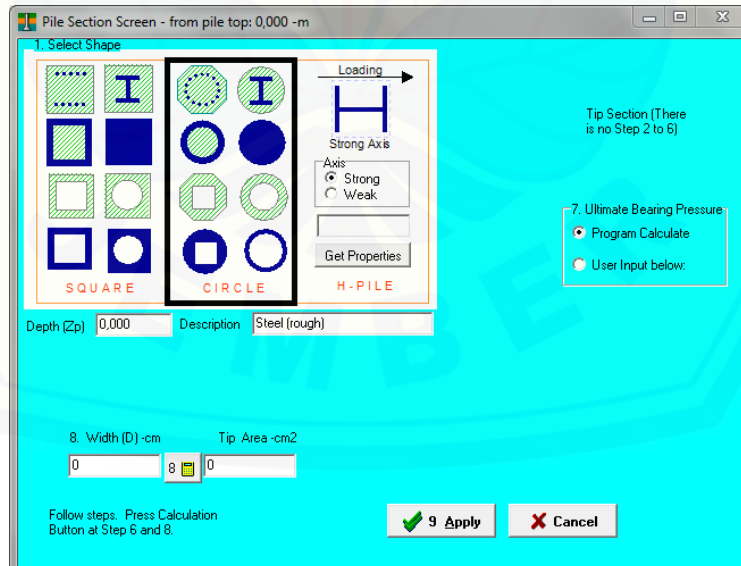 Pile Section Screen - from pile top: 0,000 -m
1. Select Shape
Loading
Strong Axis
Axis
Strong
Weak
Get Properties
SQUARE
CIRCLE
H-PILE
Tip Section (There
is no Step 2 to 6)
7. Ultimate Bearing Pressure
Program Calculate
User Input below:
Depth (Zp) 0,000 Description Steel (rough)
8. Width (D) -cm Tip Area -cm2
0 8 0
Follow steps. Press Calculation
Button at Step 6 and 8.
9 Apply Cancel